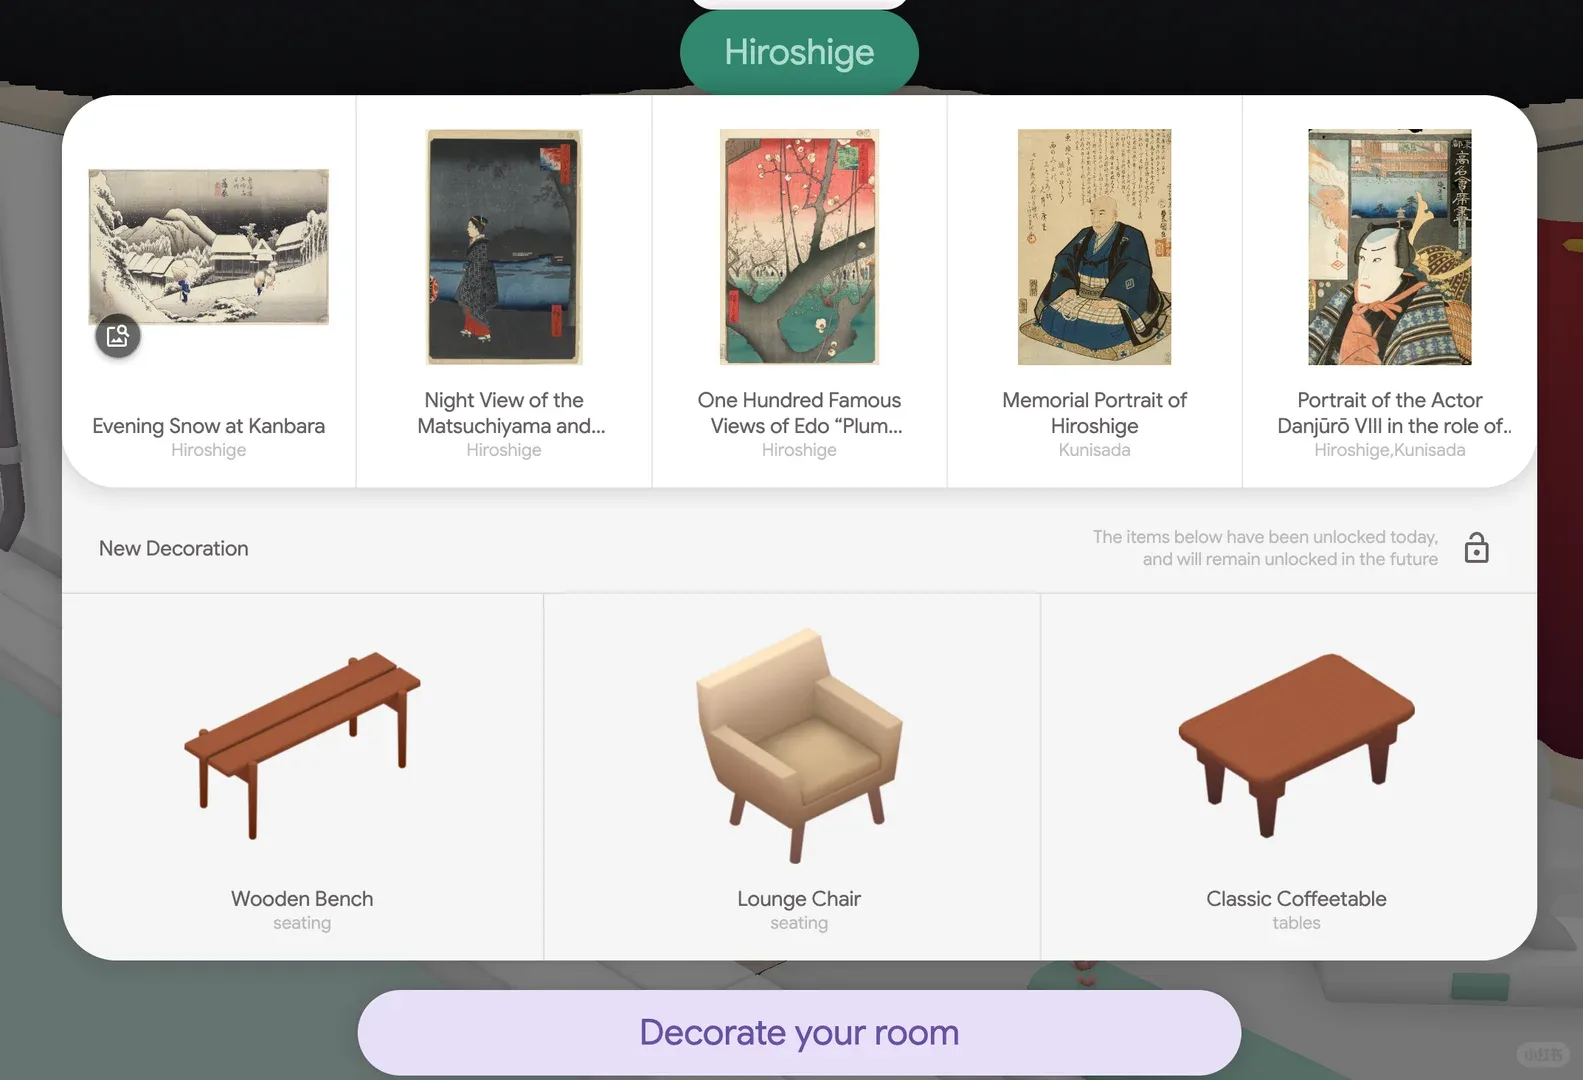 Hiroshige
Evening Snow at Kanbara
Hiroshige
Night View of the
Matsuchiyama and...
Hiroshige
One Hundred Famous
Views of Edo “Plum...
Hiroshige
Memorial Portrait of
Hiroshige
Kunisada
Portrait of the Actor
Danjūrō VIII in the role of..
Hiroshige,Kunisada
New Decoration
The items below have been unlocked today,
and will remain unlocked in the future
Wooden Bench
seating
Lounge Chair
seating
Classic Coffeetable
tables
Decorate your room
小红书